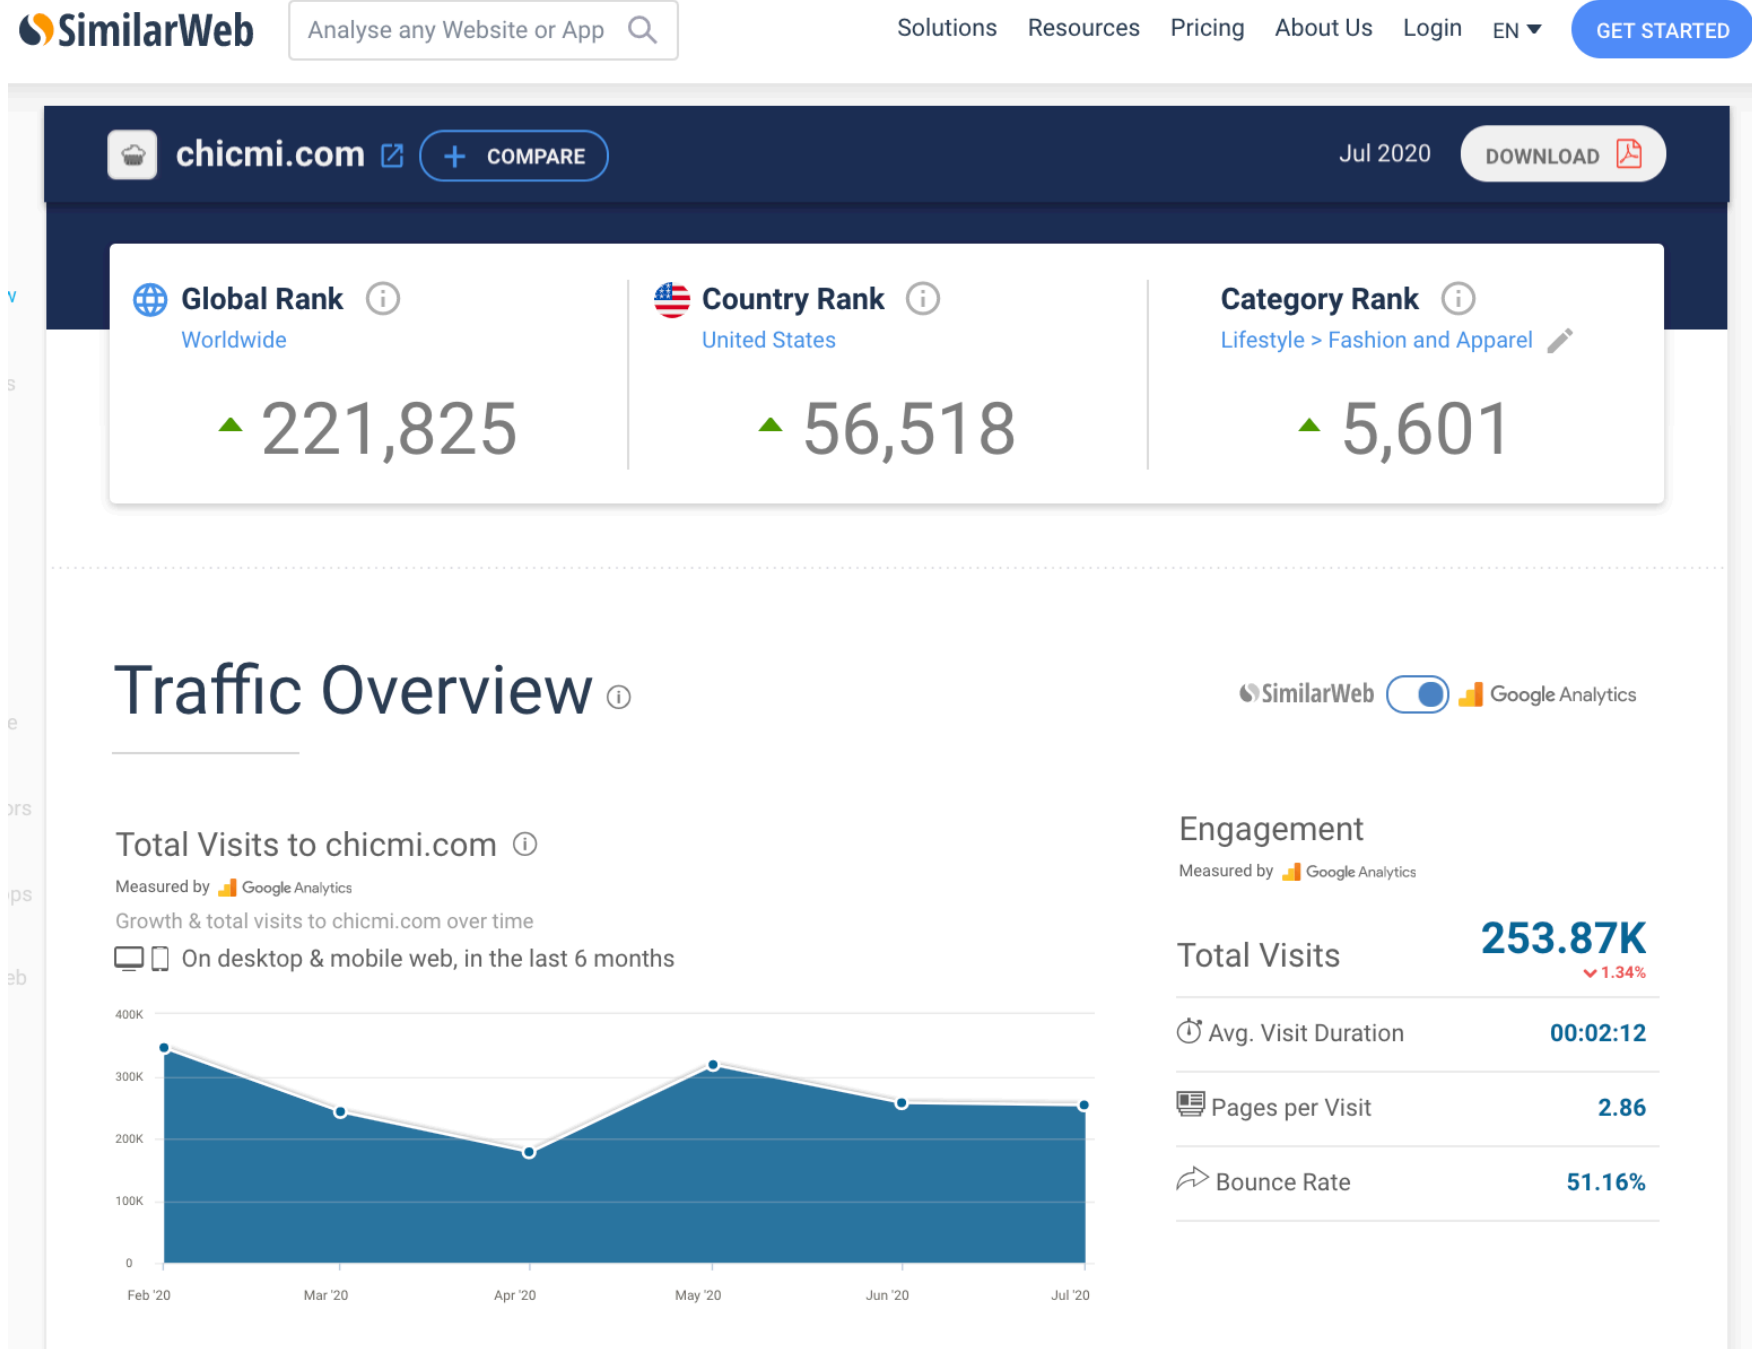 SimilarWeb
Analyse any Website or App
Solutions Resources Pricing About Us Login EN GET STARTED
chicmi.com + COMPARE Jul 2020 DOWNLOAD
Global Rank
Worldwide
221,825
Country Rank
United States
56,518
Category Rank
Lifestyle > Fashion and Apparel
5,601
Traffic Overview
SimilarWeb Google Analytics
Total Visits to chicmi.com
Measured by Google Analytics
Growth & total visits to chicmi.com over time
On desktop & mobile web, in the last 6 months
400K
300K
200K
100K
0
Feb '20 Mar '20 Apr '20 May '20 Jun '20 Jul '20
Engagement
Measured by Google Analytics
Total Visits 253.87K
1.34%
Avg. Visit Duration 00:02:12
Pages per Visit 2.86
Bounce Rate 51.16%